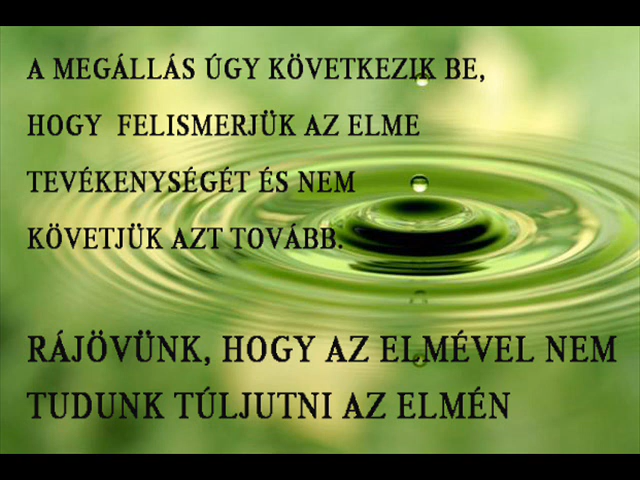 A MEGÁLLÁS ÚGY KÖVETKEZIK BE,
HOGY FELISMERJÜK AZ ELME
TEVÉKENYSÉGÉT ÉS NEM
KÖVETJÜK AZT TOVÁBB.
RÁJÖVÜNK, HOGY AZ ELMÉVEL NEM
TUDUNK TÚLJUTNI AZ ELMÉN